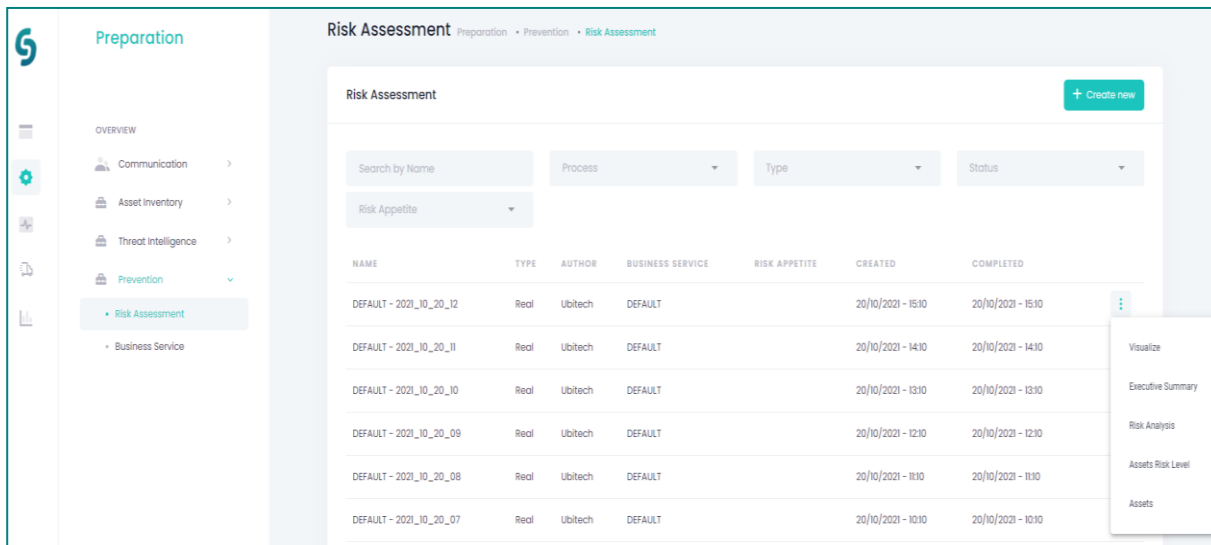 Preparation
OVERVIEW
Communication
Asset Inventory
Threat Intelligence
Prevention
• Risk Assessment
• Business Service
Risk Assessment Preparation • Prevention • Risk Assessment
Risk Assessment
+ Create new
Search by Name Process Type Status
Risk Appetite
NAME TYPE AUTHOR BUSINESS SERVICE RISK APPETITE CREATED COMPLETED
DEFAULT - 2021_10_20_12 Real Ubitech DEFAULT 20/10/2021 - 15:10 20/10/2021 - 15:10
DEFAULT - 2021_10_20_11 Real Ubitech DEFAULT 20/10/2021 - 14:10 20/10/2021 - 14:10
DEFAULT - 2021_10_20_10 Real Ubitech DEFAULT 20/10/2021 - 13:10 20/10/2021 - 13:10
DEFAULT - 2021_10_20_09 Real Ubitech DEFAULT 20/10/2021 - 12:10 20/10/2021 - 12:10
DEFAULT - 2021_10_20_08 Real Ubitech DEFAULT 20/10/2021 - 11:10 20/10/2021 - 11:10
DEFAULT - 2021_10_20_07 Real Ubitech DEFAULT 20/10/2021 - 10:10 20/10/2021 - 10:10
Visualize
Executive Summary
Risk Analysis
Assets Risk Level
Assets